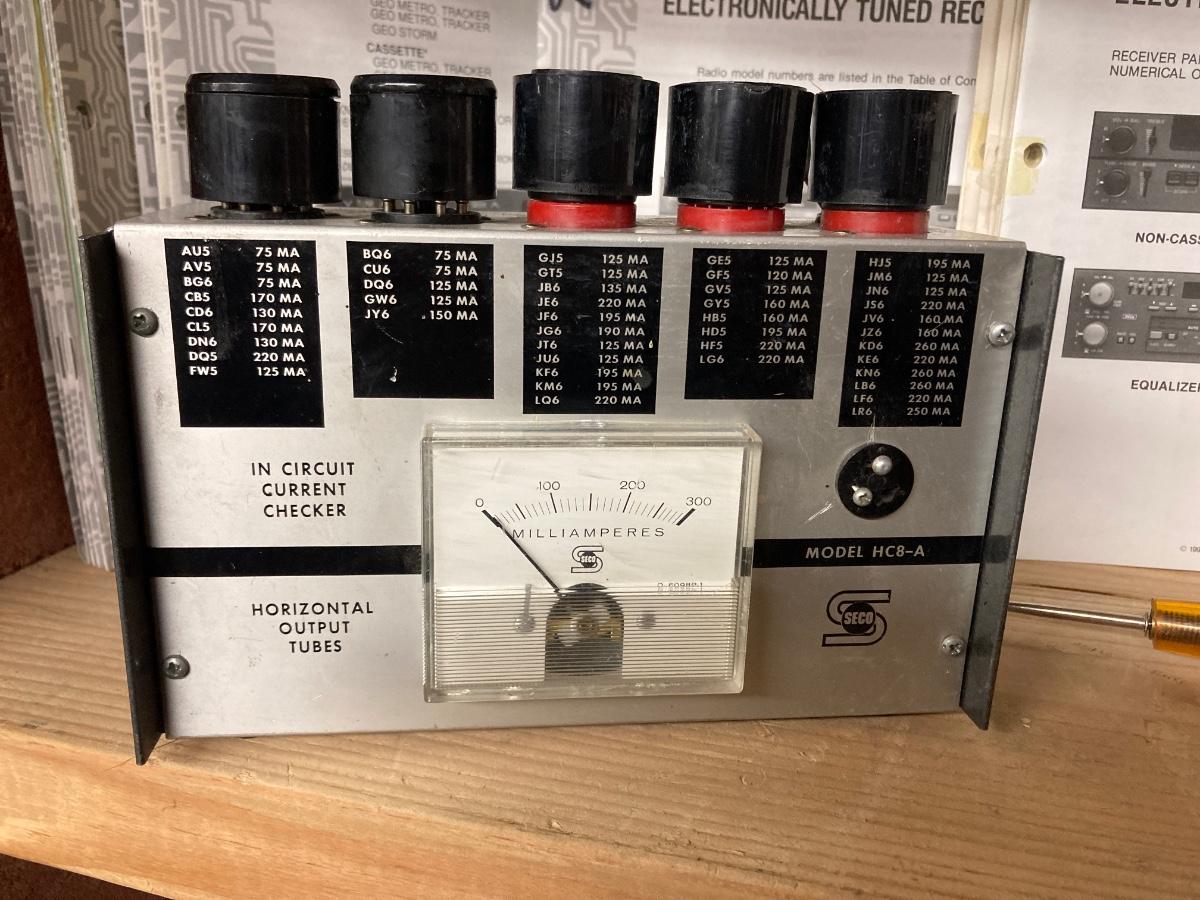 GEO METRO, TRACKER
GEO METRO, TRACKER
GEO STORM
CASSETTE*
GEO METRO, TRACKER
ELECTRONICALLY TUNED REC
Radio model numbers are listed in the Table of Con
RECEIVER PA
NUMERICAL O
NON-CASS
EQUALIZER
AU5 75 MA
AV5 75 MA
BG6 75 MA
CB5 170 MA
CD6 130 MA
CL5 170 MA
DN6 130 MA
DQ5 220 MA
FW5 125 MA
BQ6 75 MA
CU6 75 MA
DQ6 125 MA
GW6 125 MA
JY6 150 MA
GJ5 125 MA
GT5 125 MA
JB6 135 MA
JE6 220 MA
JF6 195 MA
JG6 190 MA
JT6 125 MA
JU6 125 MA
KF6 195 MA
KM6 195 MA
LQ6 220 MA
GE5 125 MA
GF5 120 MA
GV5 125 MA
GY5 160 MA
HB5 160 MA
HD5 195 MA
HF5 220 MA
LG6 220 MA
HJ5 195 MA
JM6 125 MA
JN6 125 MA
JS6 220 MA
JV6 160 MA
JZ6 160 MA
KD6 260 MA
KE6 220 MA
KN6 260 MA
LB6 260 MA
LF6 220 MA
LR6 250 MA
IN CIRCUIT
CURRENT
CHECKER
0 100 200 300
MILLIAMPERES
SECO
MODEL HC8-A
HORIZONTAL
OUTPUT
TUBES
SECO